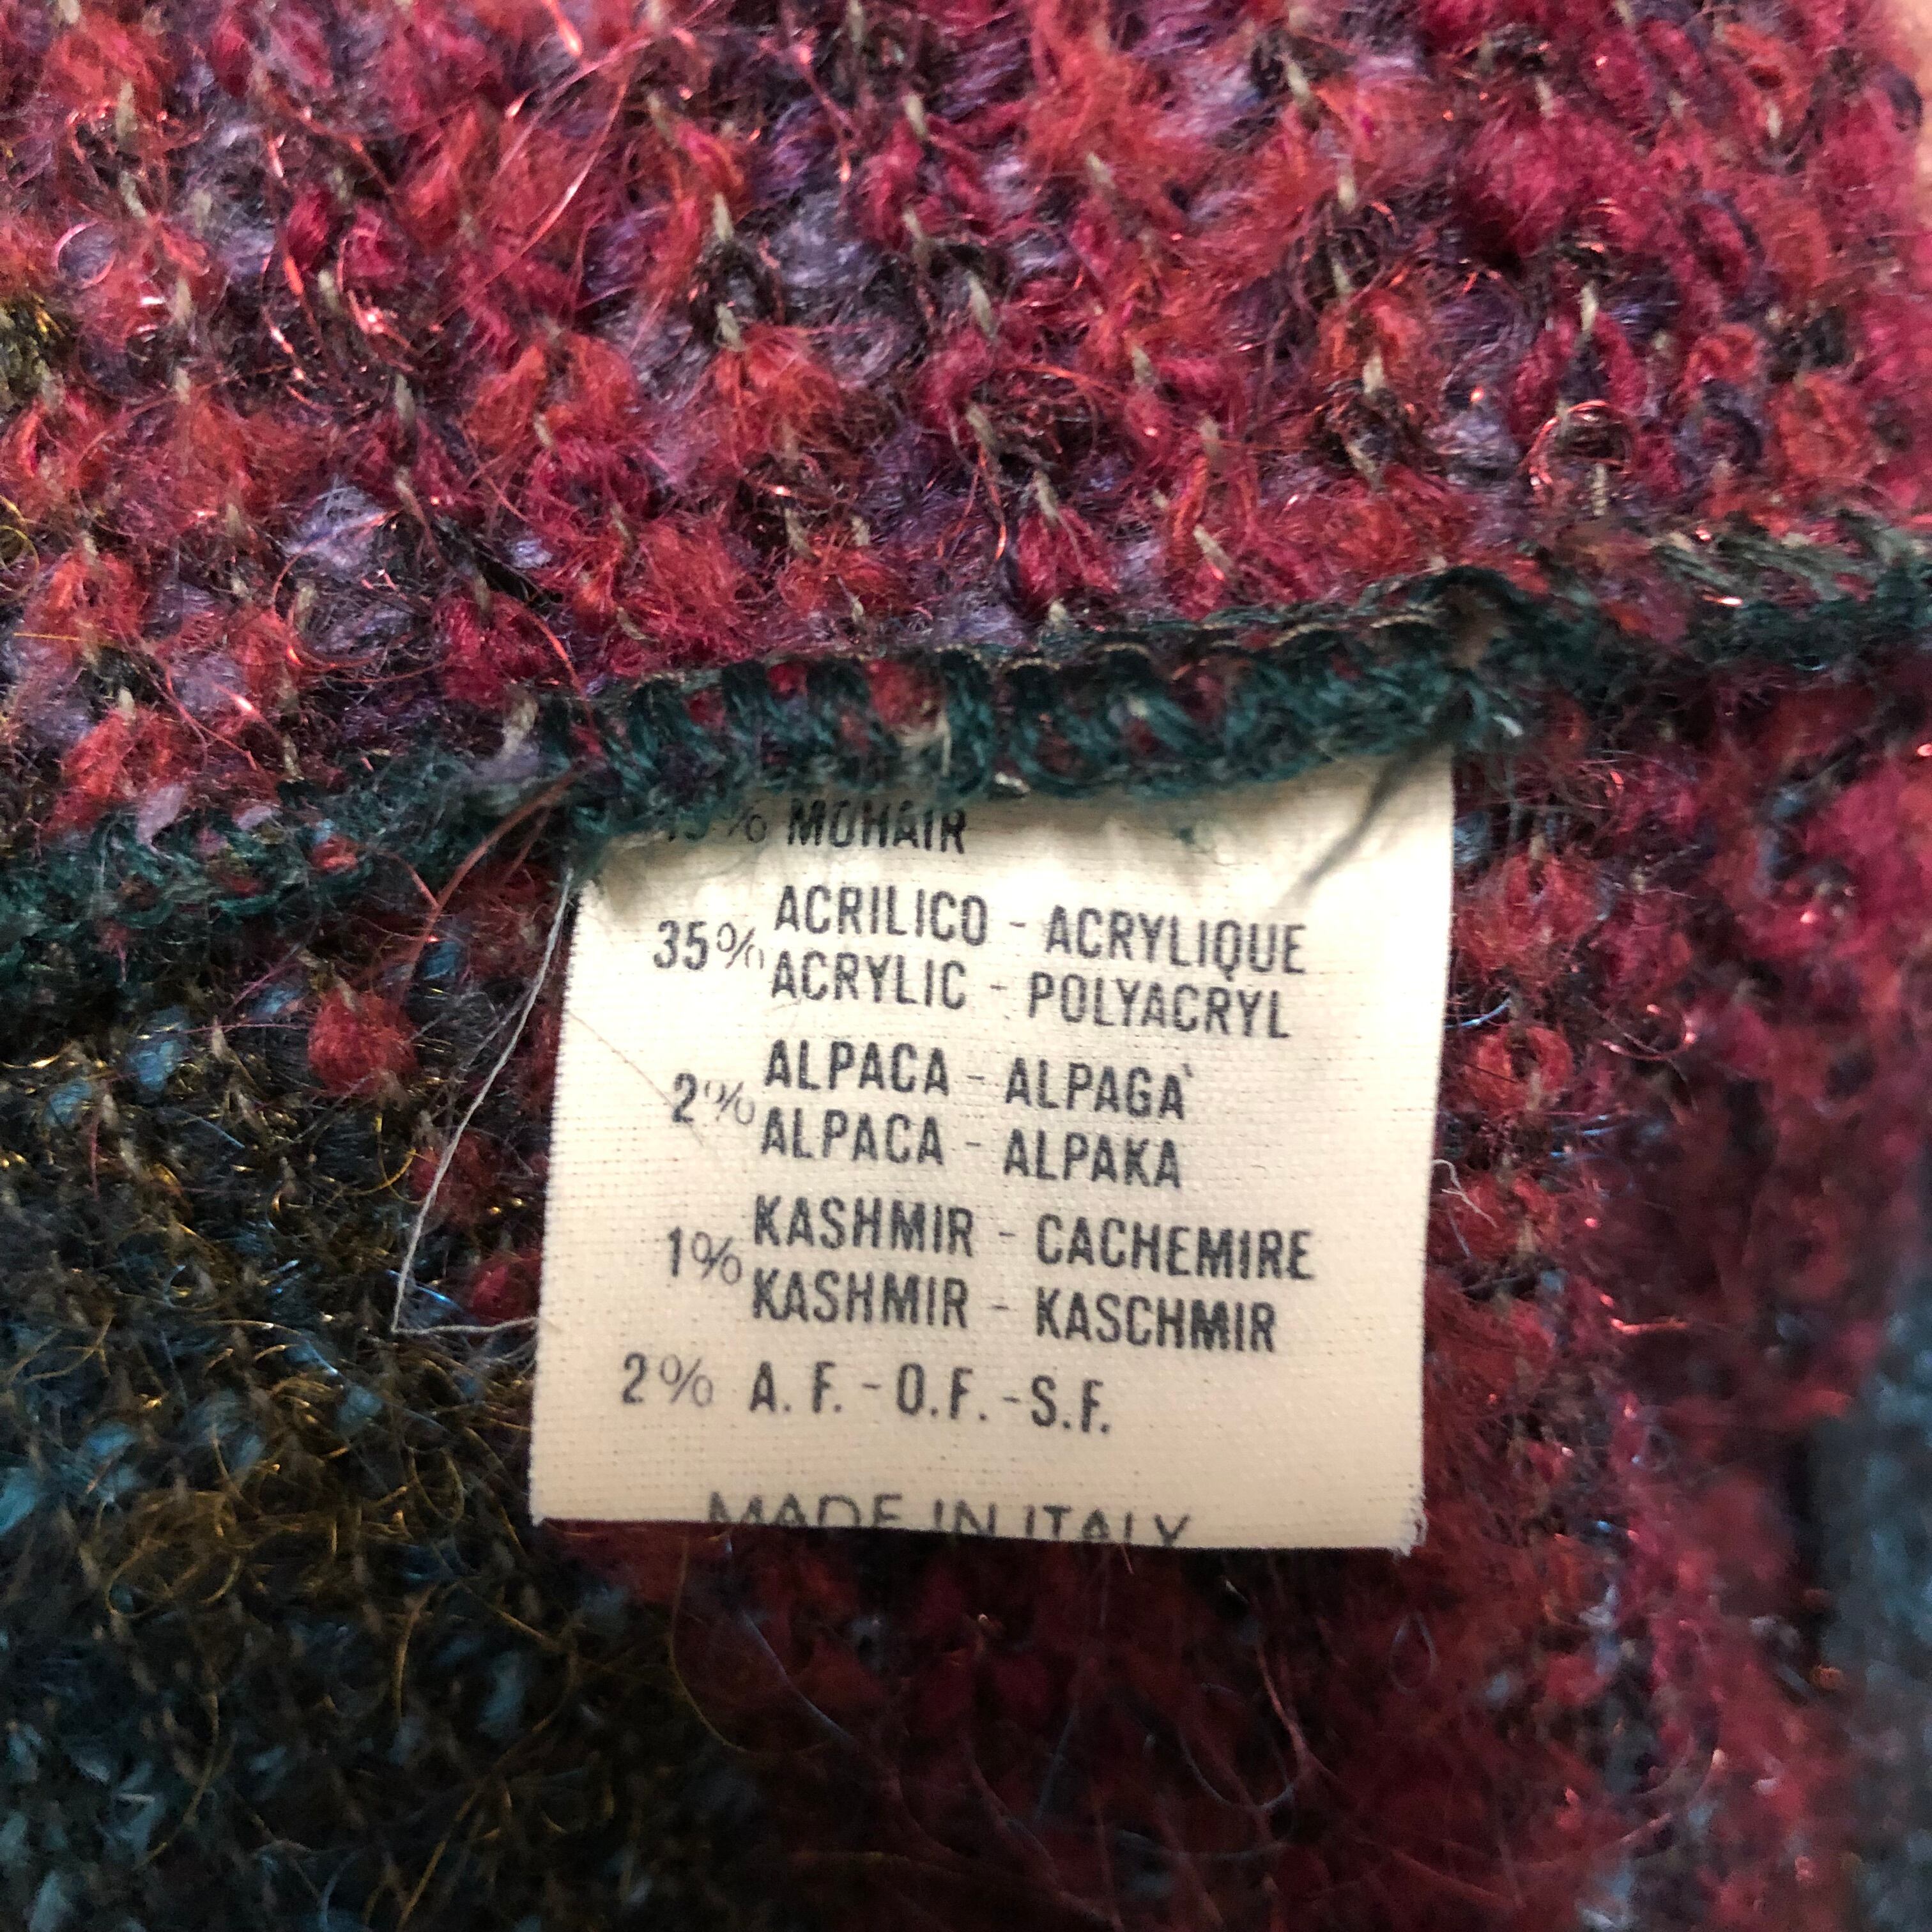 % MOHAIR
35% ACRILICO - ACRYLIQUE
ACRYLIC - POLYACRYL
2% ALPACA - ALPAGA`
ALPACA - ALPAKA
1% KASHMIR - CACHEMIRE
KASHMIR - KASCHMIR
2% A.F. - O.F. - S.F.
MADE IN ITALY